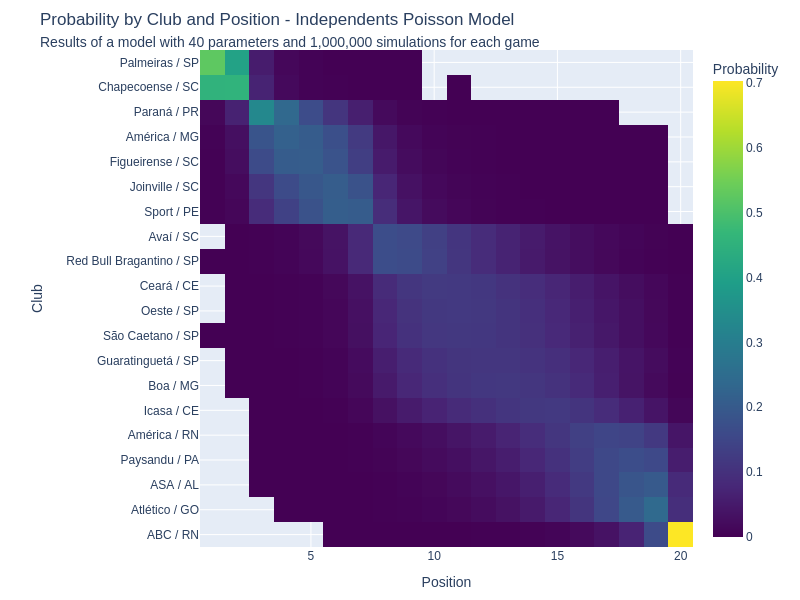 Probability by Club and Position - Independents Poisson Model
Results of a model with 40 parameters and 1,000,000 simulations for each game
Probability
Palmeiras / SP
Chapecoense / SC
Paraná / PR
América / MG
Figueirense / SC
Joinville / SC
Sport / PE
Avaí / SC
Red Bull Bragantino / SP
Ceará / CE
Oeste / SP
São Caetano / SP
Guaratinguetá / SP
Boa / MG
Icasa / CE
América / RN
Paysandu / PA
ASA / AL
Atlético / GO
ABC / RN
Club
5
10
15
20
Position
0.7
0.6
0.5
0.4
0.3
0.2
0.1
0